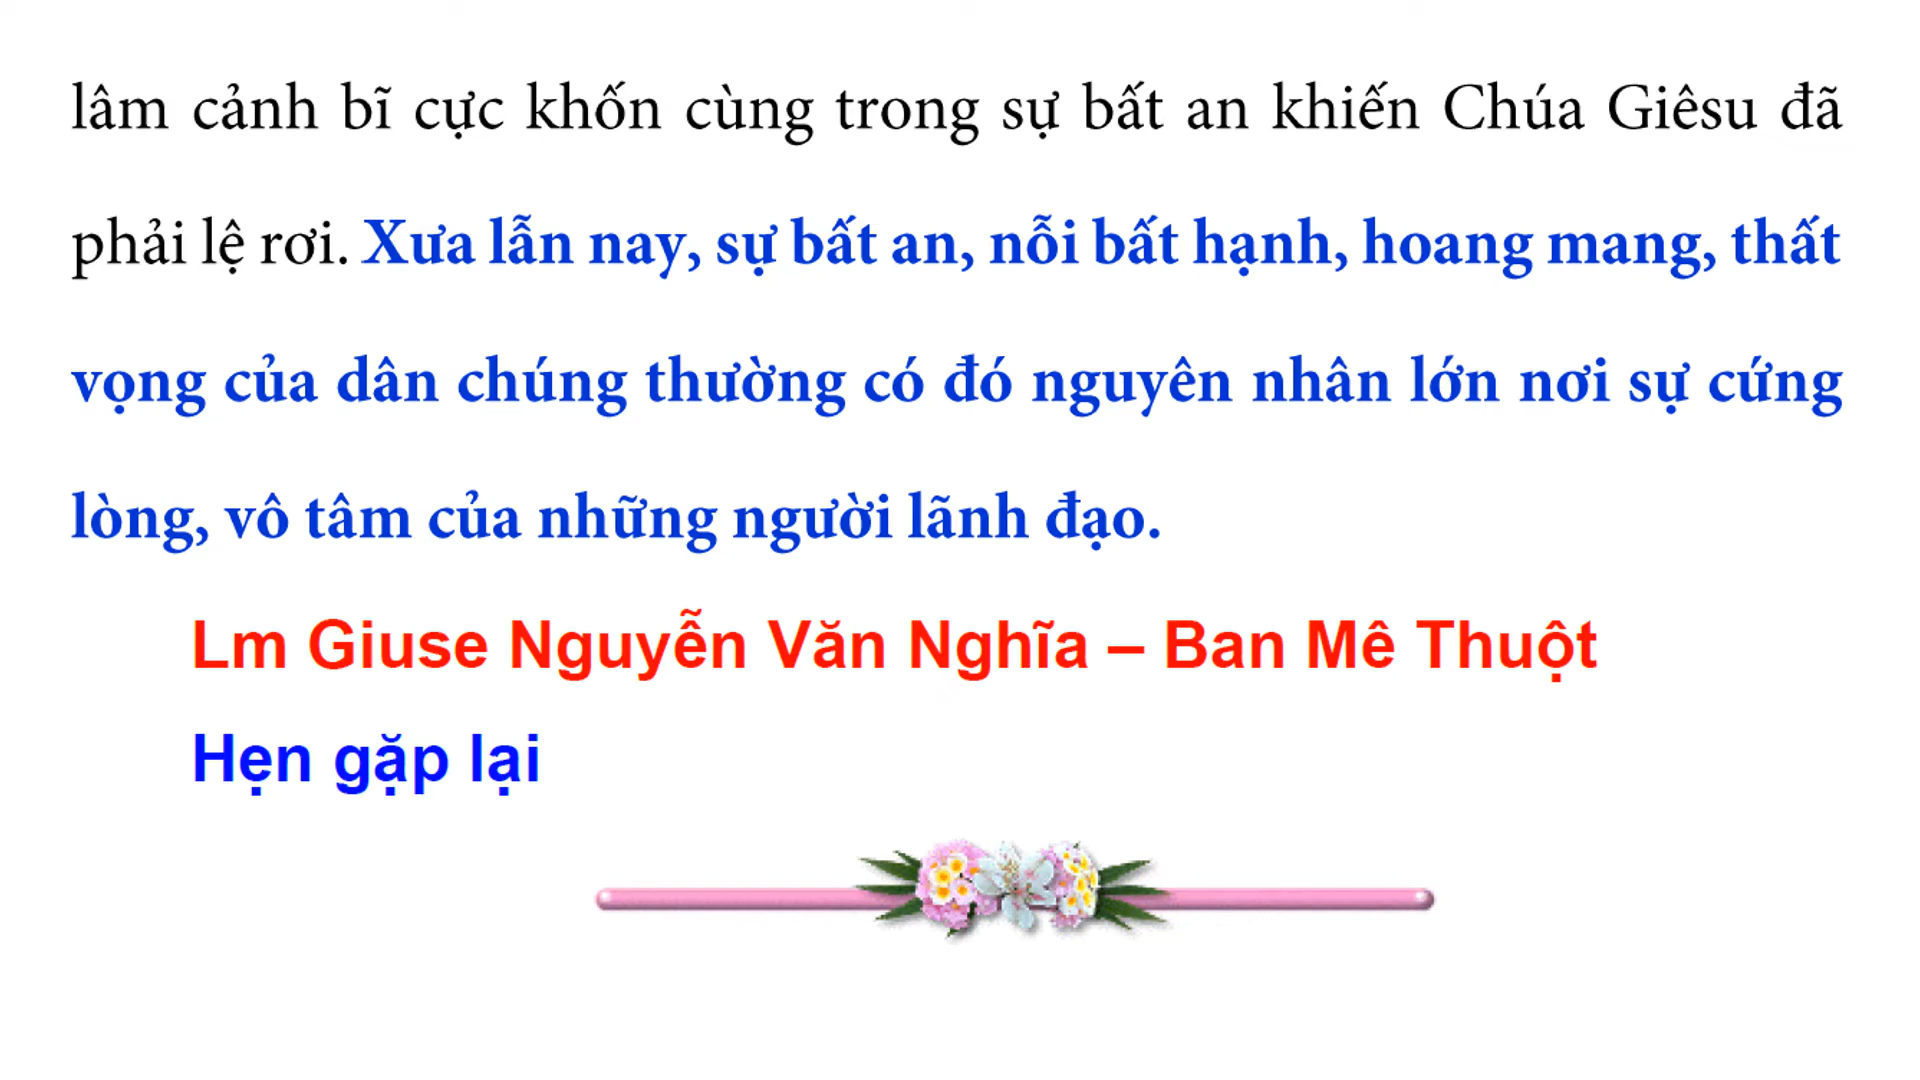 lâm cảnh bĩ cực khốn cùng trong sự bất an khiến Chúa Giêsu đã
phải lệ rơi. Xưa lẫn nay, sự bất an, nỗi bất hạnh, hoang mang, thất
vọng của dân chúng thường có đó nguyên nhân lớn nơi sự cứng
lòng, vô tâm của những người lãnh đạo.
Lm Giuse Nguyễn Văn Nghĩa – Ban Mê Thuột
Hẹn gặp lại